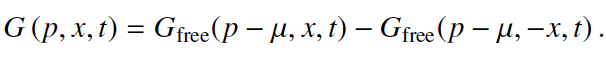 G (p, x, t) = G_free(p − μ, x, t) − G_free(p − μ, −x, t) .